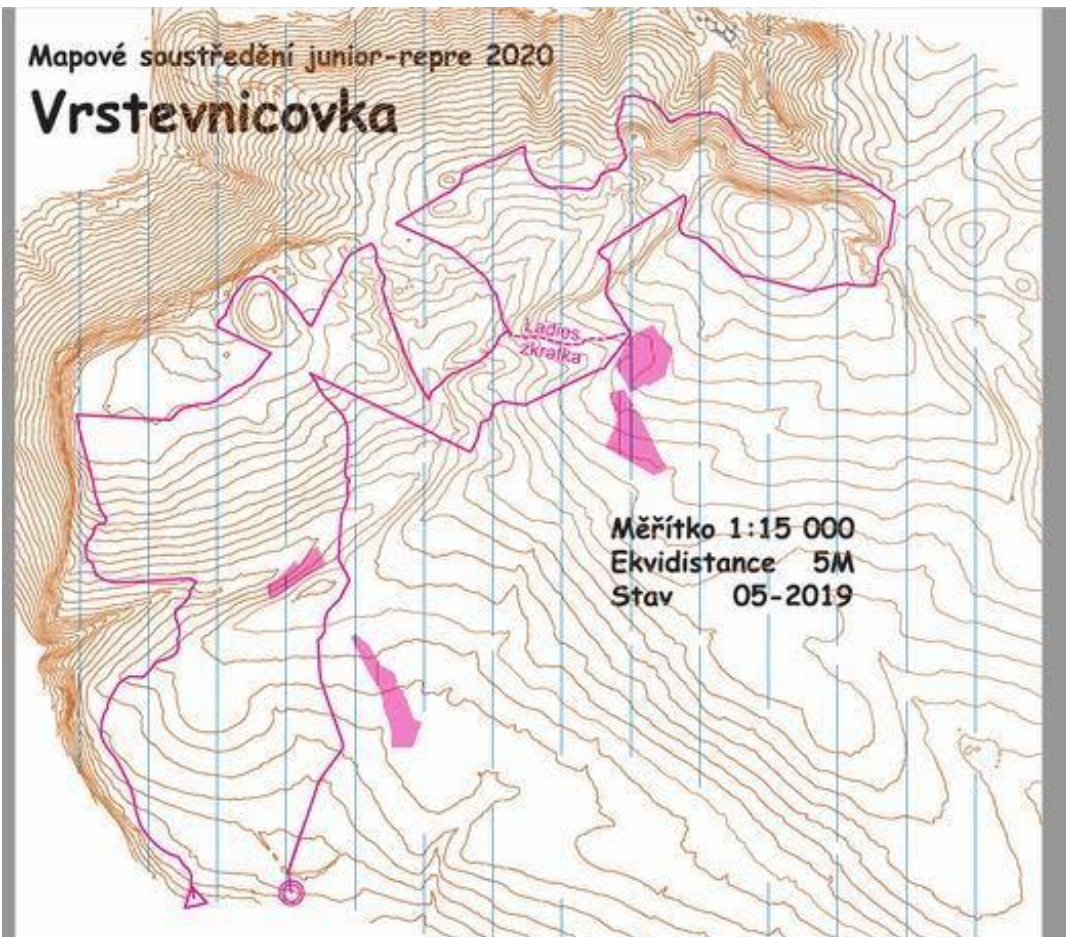 Mapové soustředění junior-repre 2020
Vrstevnicovka
Ladies
zkratka
Měřítko 1:15 000
Ekvidistance 5M
Stav 05-2019